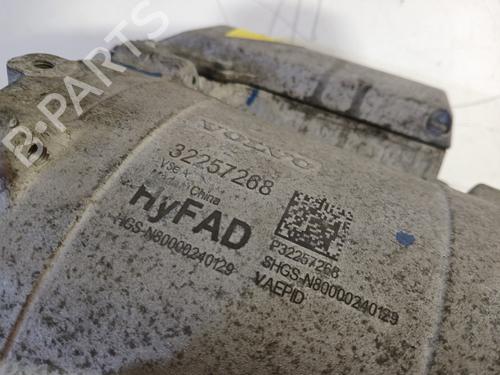 VOLVO
32257268
China
HyFAD
HGS-N80000240129
P32257268
SHGS-N80000240129
VAEPID
B-PARTS